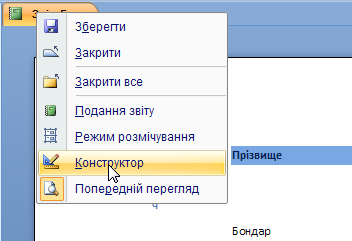 Зберегти
Закрити
Закрити все
Подання звіту
Режим розмічування
Конструктор
Попередній перегляд
Прізвище
Бондар